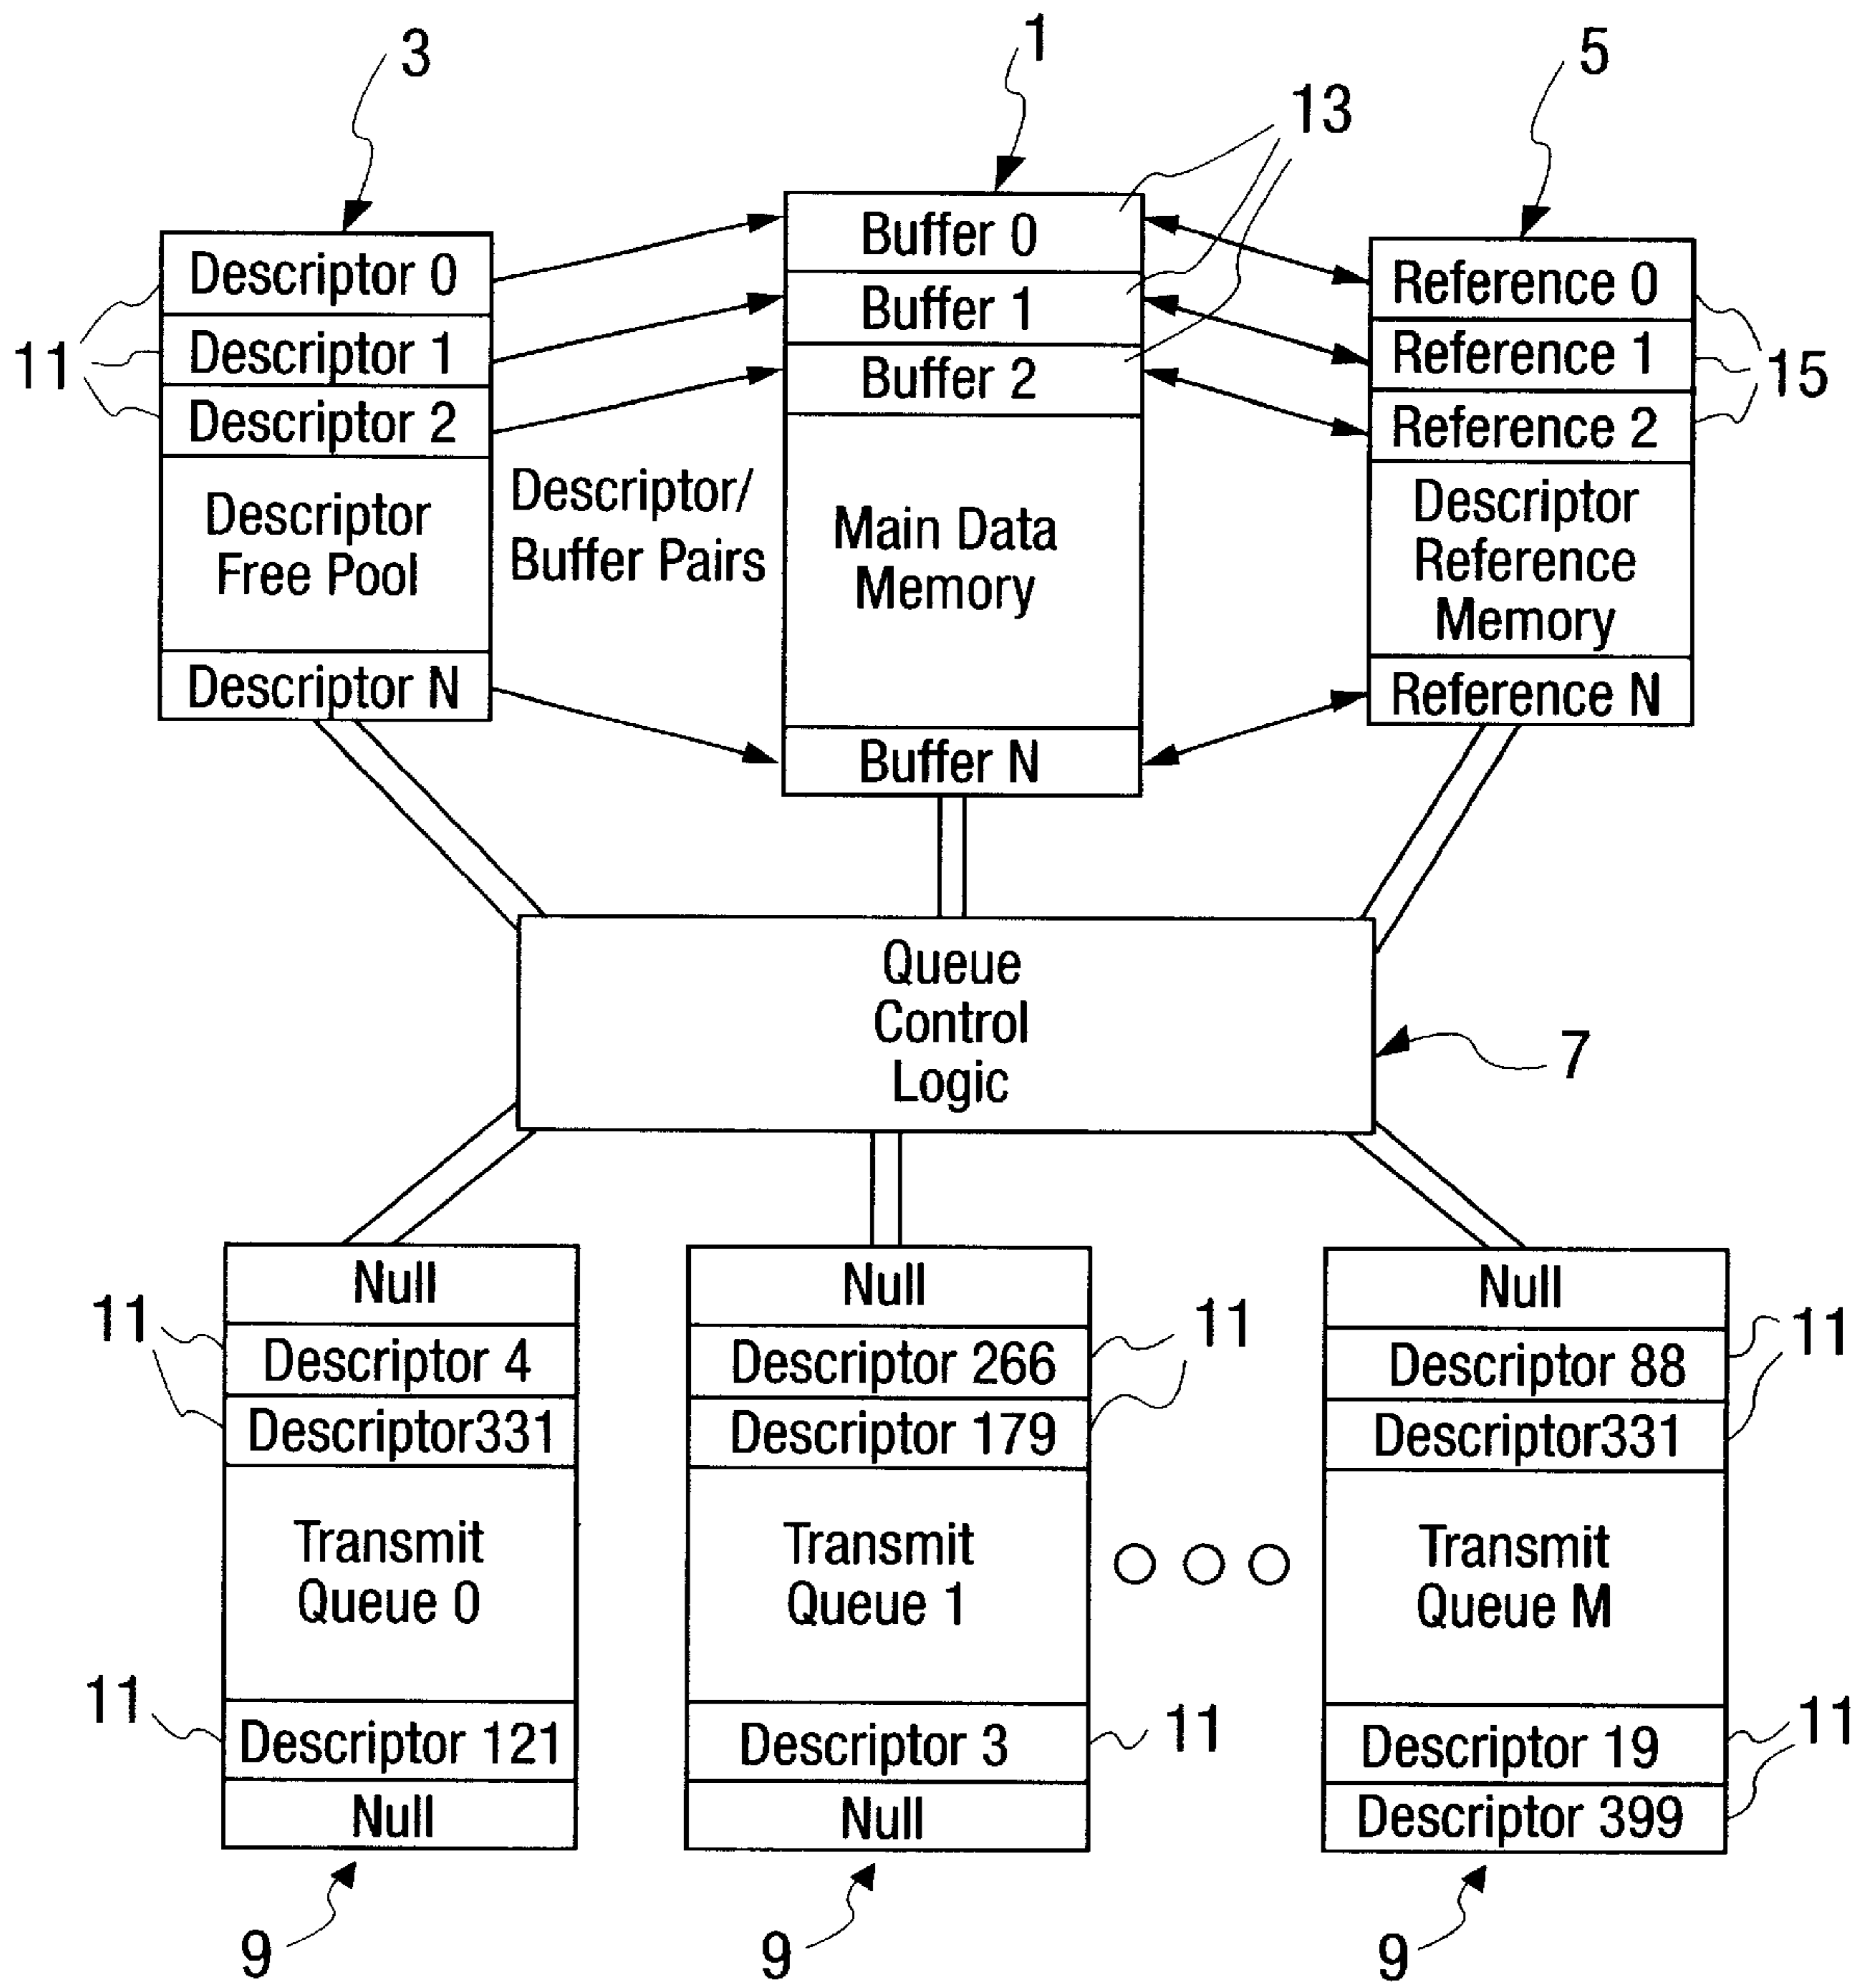 3
1
5
13
Descriptor 0
Descriptor 1
Descriptor 2
Descriptor
Free Pool
Descriptor N
11
Descriptor/
Buffer Pairs
Buffer 0
Buffer 1
Buffer 2
Main Data
Memory
Buffer N
Reference 0
Reference 1
Reference 2
Descriptor
Reference
Memory
Reference N
15
Queue
Control
Logic
7
Null
Descriptor 4
Descriptor331
Transmit
Queue 0
Descriptor 121
Null
11
11
9
Null
Descriptor 266
Descriptor 179
Transmit
Queue 1
Descriptor 3
Null
11
11
9
Null
Descriptor 88
Descriptor331
Transmit
Queue M
Descriptor 19
Descriptor 399
11
11
9